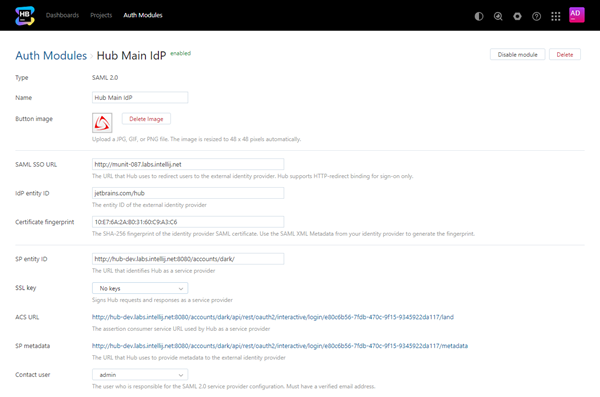 HB
Dashboards
Projects
Auth Modules
AD
Auth Modules
Hub Main IdP
enabled
Disable module
Delete
Type
SAML 2.0
Name
Hub Main IdP
Button image
Delete Image
Upload a JPG, GIF, or PNG file. The image is resized to 48 x 48 pixels automatically.
SAML SSO URL
http://munit-087.labs.intellij.net
The URL that Hub uses to redirect users to the external identity provider. Hub supports HTTP-redirect binding for sign-on only.
IdP entity ID
jetbrains.com/hub
The entity ID of the external identity provider
Certificate fingerprint
10:E7:6A:2A:B0:31:60:C9:A3:C6
The SHA-256 fingerprint of the identity provider SAML certificate. Use the SAML XML Metadata from your identity provider to generate the fingerprint.
SP entity ID
http://hub-dev.labs.intellij.net:8080/accounts/dark/
The URL that identifies Hub as a service provider
SSL key
No keys
Signs Hub requests and responses as a service provider
ACS URL
http://hub-dev.labs.intellij.net:8080/accounts/dark/api/rest/oauth2/interactive/login/e80c6b56-7fdb-470c-9f15-9345922da117/land
The assertion consumer service URL used by Hub as a service provider
SP metadata
http://hub-dev.labs.intellij.net:8080/accounts/dark/api/rest/oauth2/interactive/login/e80c6b56-7fdb-470c-9f15-9345922da117/metadata
The URL that Hub uses to provide metadata to the external identity provider
Contact user
admin
The user who is responsible for the SAML 2.0 service provider configuration. Must have a verified email address.